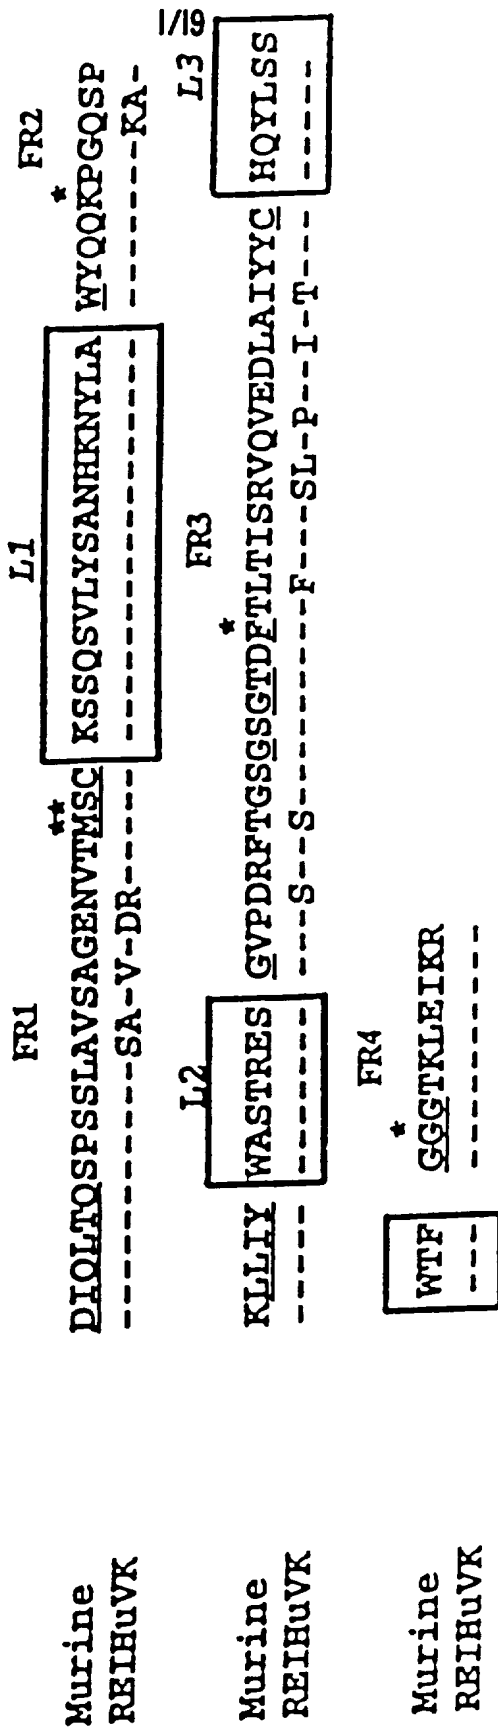 1/19
FR1 L1 FR2
** *
Murine DIQLTQSPSSLAVSAGENVTMSC KSSQSVLYSANHKNYLA WYQQKPGQSP
REIHuVK -----------SA-V-DR----- ----------------- -------KA-
L2 FR3 L3
*
Murine KLLIY WASTRES GVPDRFTGSGSGTDFTLTISRVQVEDLAIYYC HQYLSS
REIHuVK ----- ------- ---S--S---------F---SL-P--I-T--- ------
FR4
*
Murine WTF GGGTKLEIKR
REIHuVK --- ----------